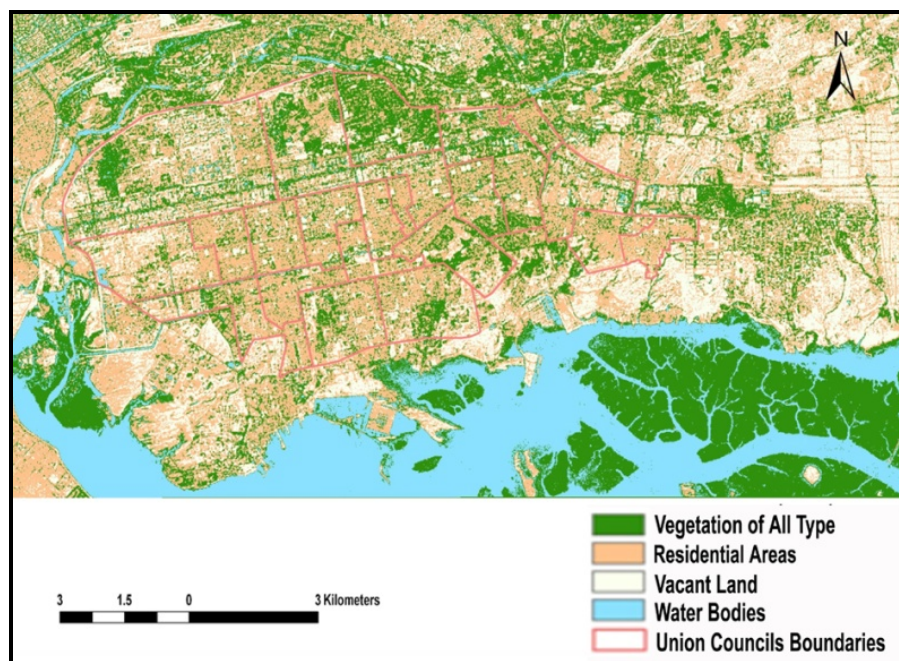 N
Vegetation of All Type
Residential Areas
Vacant Land
Water Bodies
Union Councils Boundaries
3 1.5 0 3 Kilometers